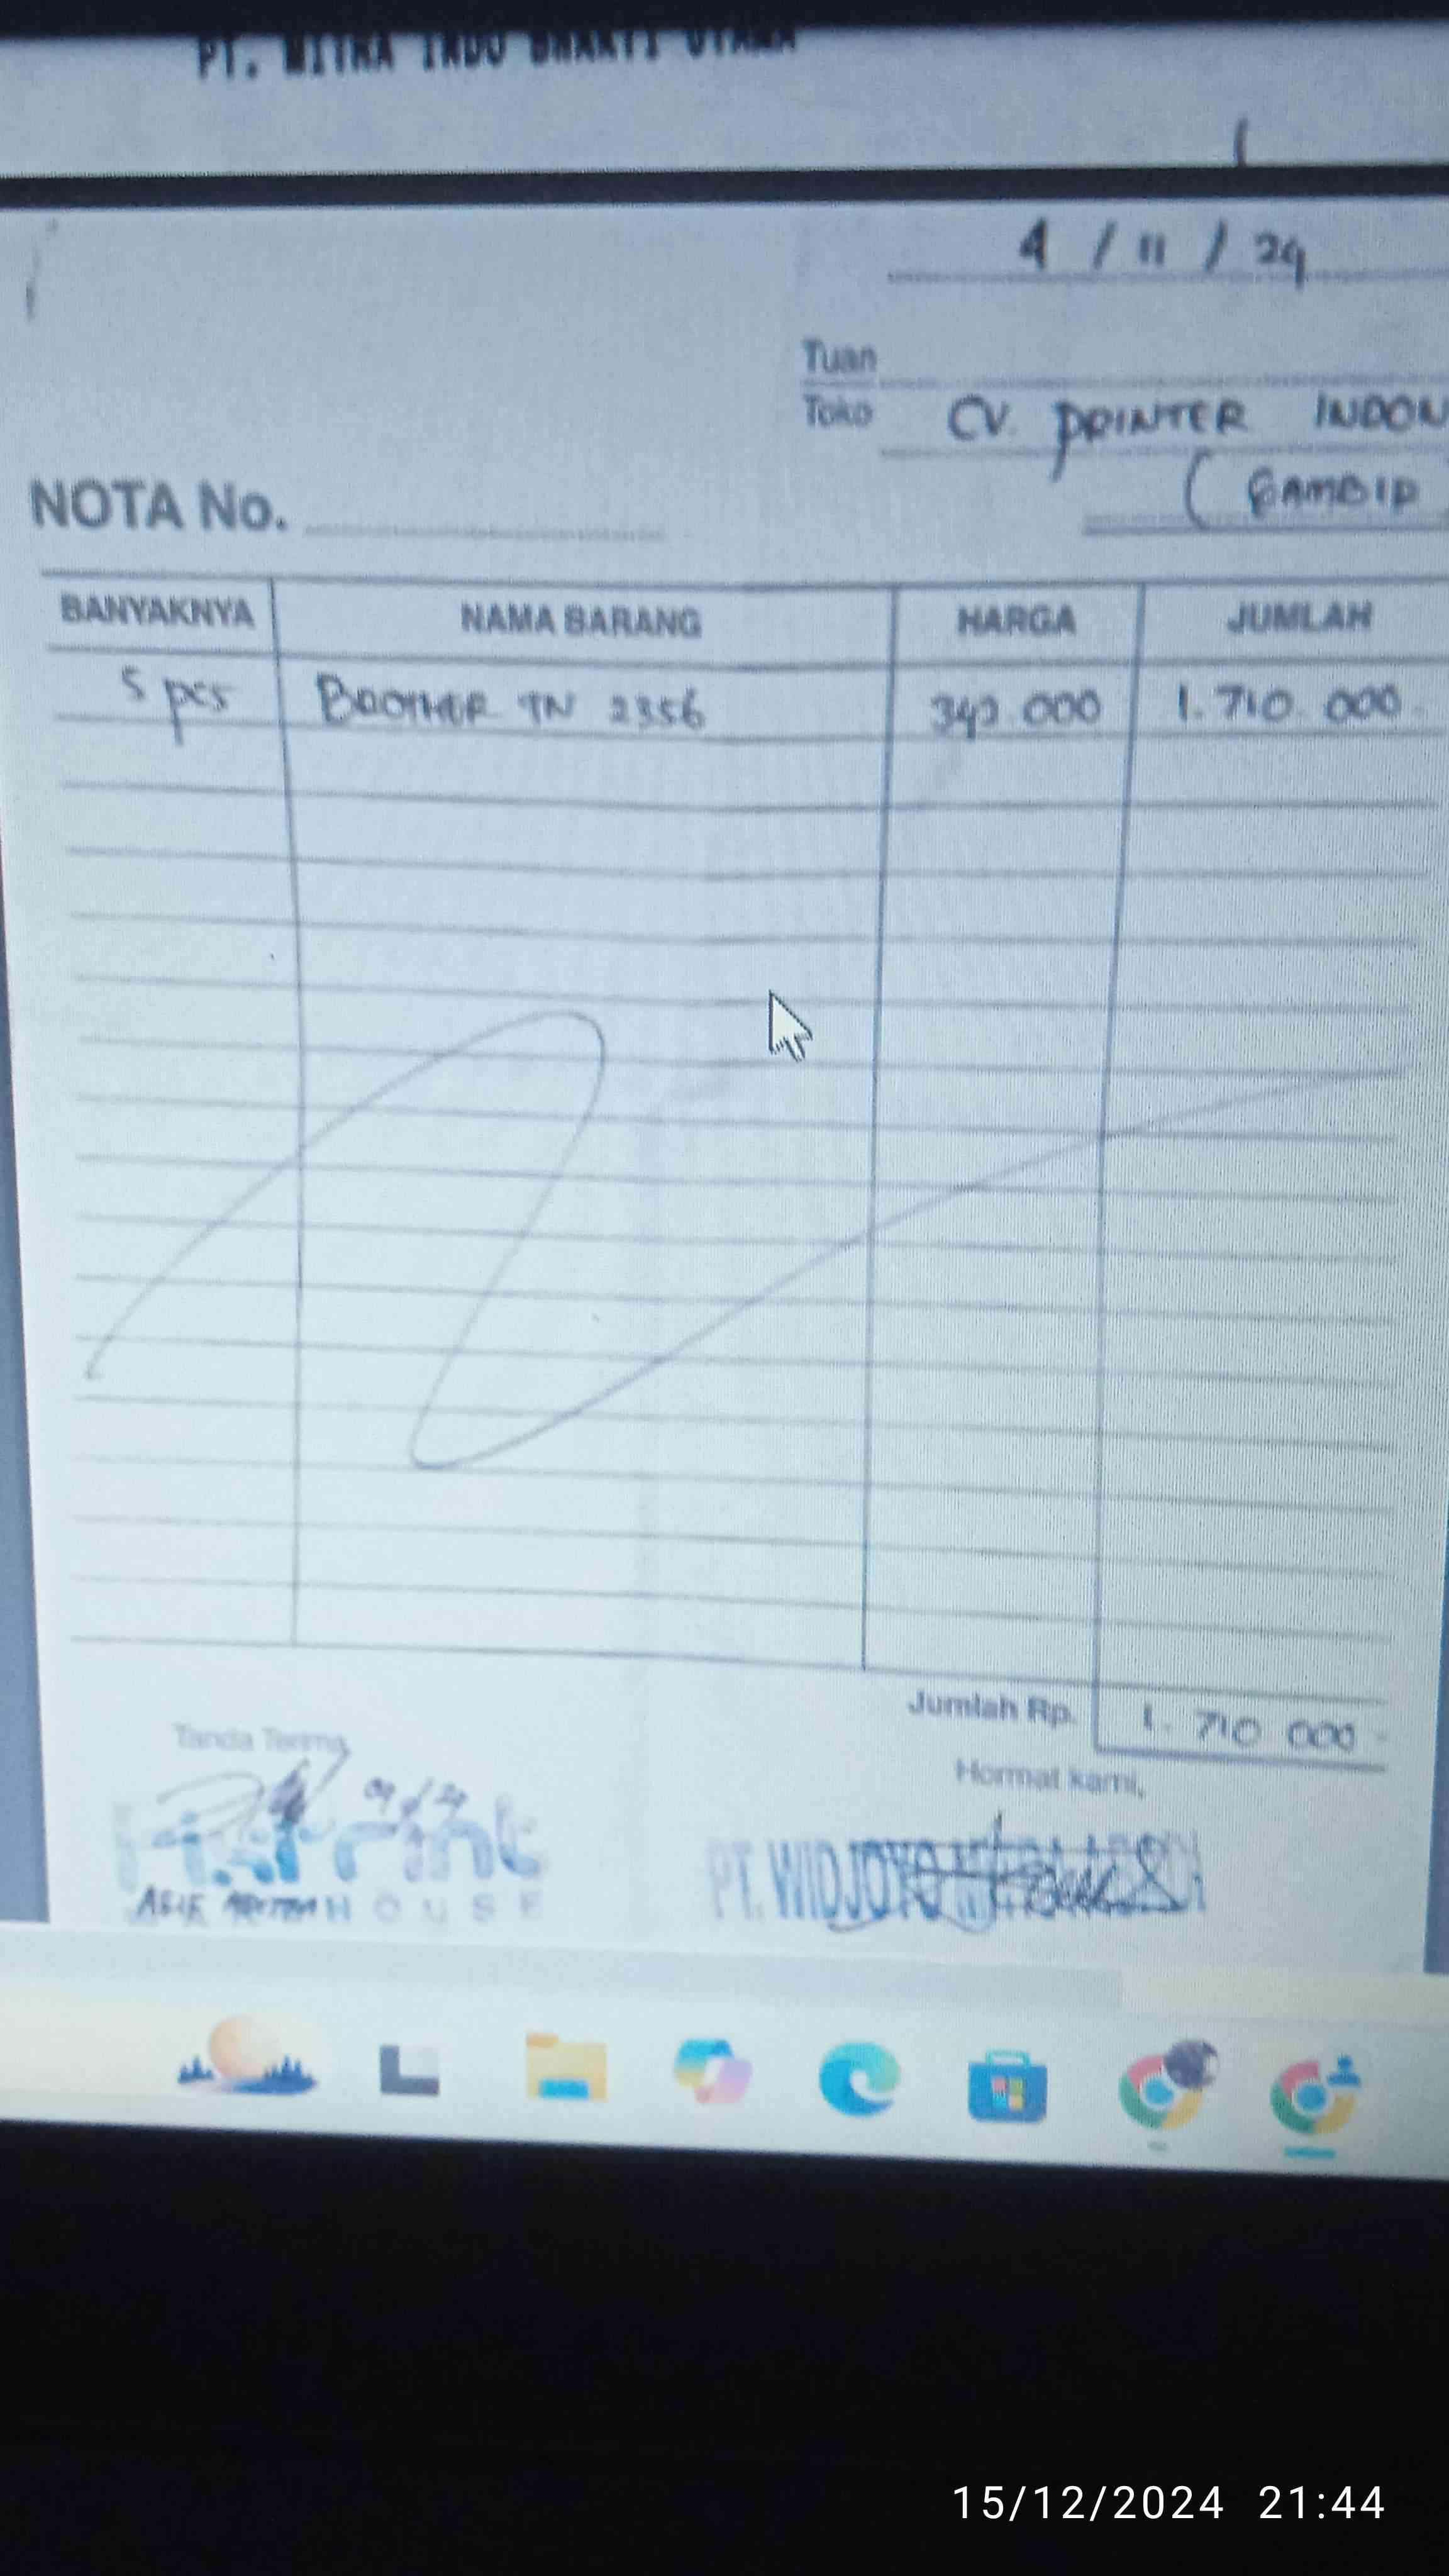 PT. MITRA INDO BHAKTI UTAMA
4 / 11 / 24
Tuan
Toko CV. PRINTER INDON
(GAMBIR
NOTA No.
BANYAKNYA NAMA BARANG HARGA JUMLAH
5 pcs BROTHER TN 2356 342.000 1.710.000
Jumlah Rp. 1.710 000
Tanda Terima
Hormat kami,
HOUSE
PT. WIDJOYO
15/12/2024 21:44